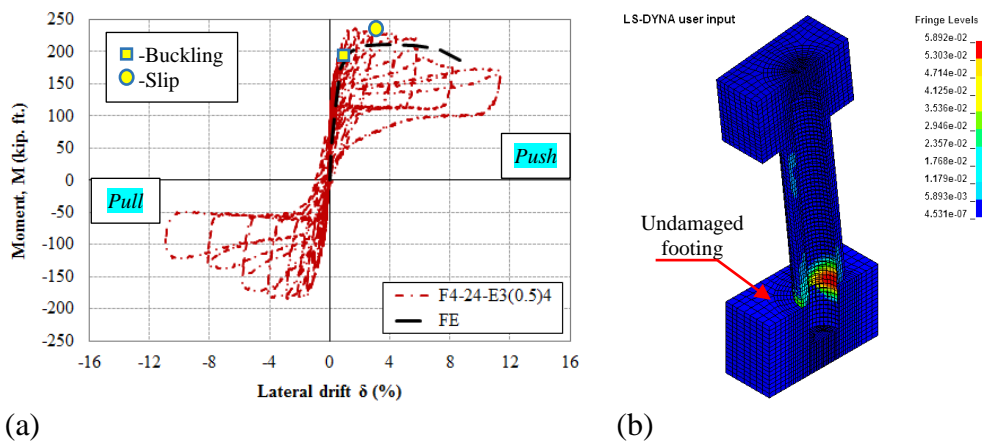 250
200
150
100
50
0
-50
-100
-150
-200
-250
Moment, M (kip. ft.)
-Buckling
-Slip
Push
Pull
F4-24-E3(0.5)4
FE
-16 -12 -8 -4 0 4 8 12 16
Lateral drift δ (%)
(a)
LS-DYNA user input
Fringe Levels
5.892e-02
5.303e-02
4.714e-02
4.125e-02
3.536e-02
2.946e-02
2.357e-02
1.768e-02
1.179e-02
5.893e-03
4.531e-07
Undamaged
footing
(b)